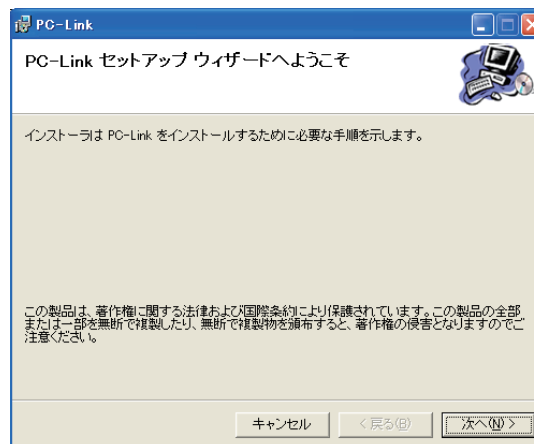 PC-Link
PC-Link セットアップ ウィザードへようこそ
インストーラは PC-Link をインストールするために必要な手順を示します。
この製品は、著作権に関する法律および国際条約により保護されています。この製品の全部
または一部を無断で複製したり、無断で複製物を頒布すると、著作権の侵害となりますのでご
注意ください。
キャンセル
< 戻る(B)
次へ(N) >